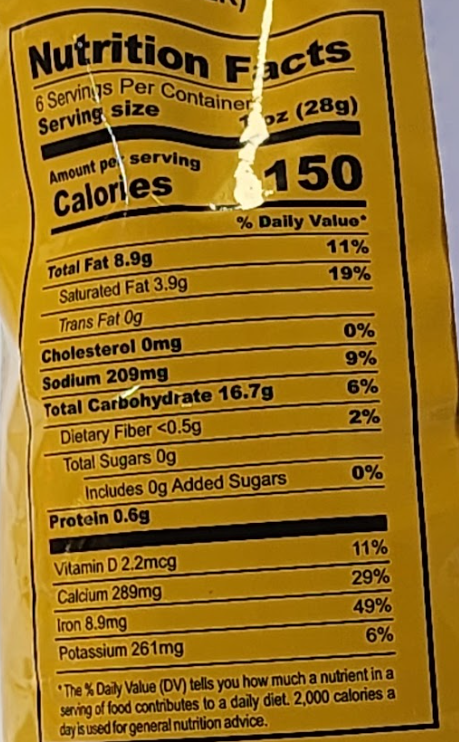 Nutrition Facts
6 Servings Per Container
Serving size 1 oz (28g)
Amount per serving
Calories 150
% Daily Value*
Total Fat 8.9g 11%
Saturated Fat 3.9g 19%
Trans Fat 0g
Cholesterol 0mg 0%
Sodium 209mg 9%
Total Carbohydrate 16.7g 6%
Dietary Fiber <0.5g 2%
Total Sugars 0g
Includes 0g Added Sugars 0%
Protein 0.6g
Vitamin D 2.2mcg 11%
Calcium 289mg 29%
Iron 8.9mg 49%
Potassium 261mg 6%
*The % Daily Value (DV) tells you how much a nutrient in a
serving of food contributes to a daily diet. 2,000 calories a
day is used for general nutrition advice.